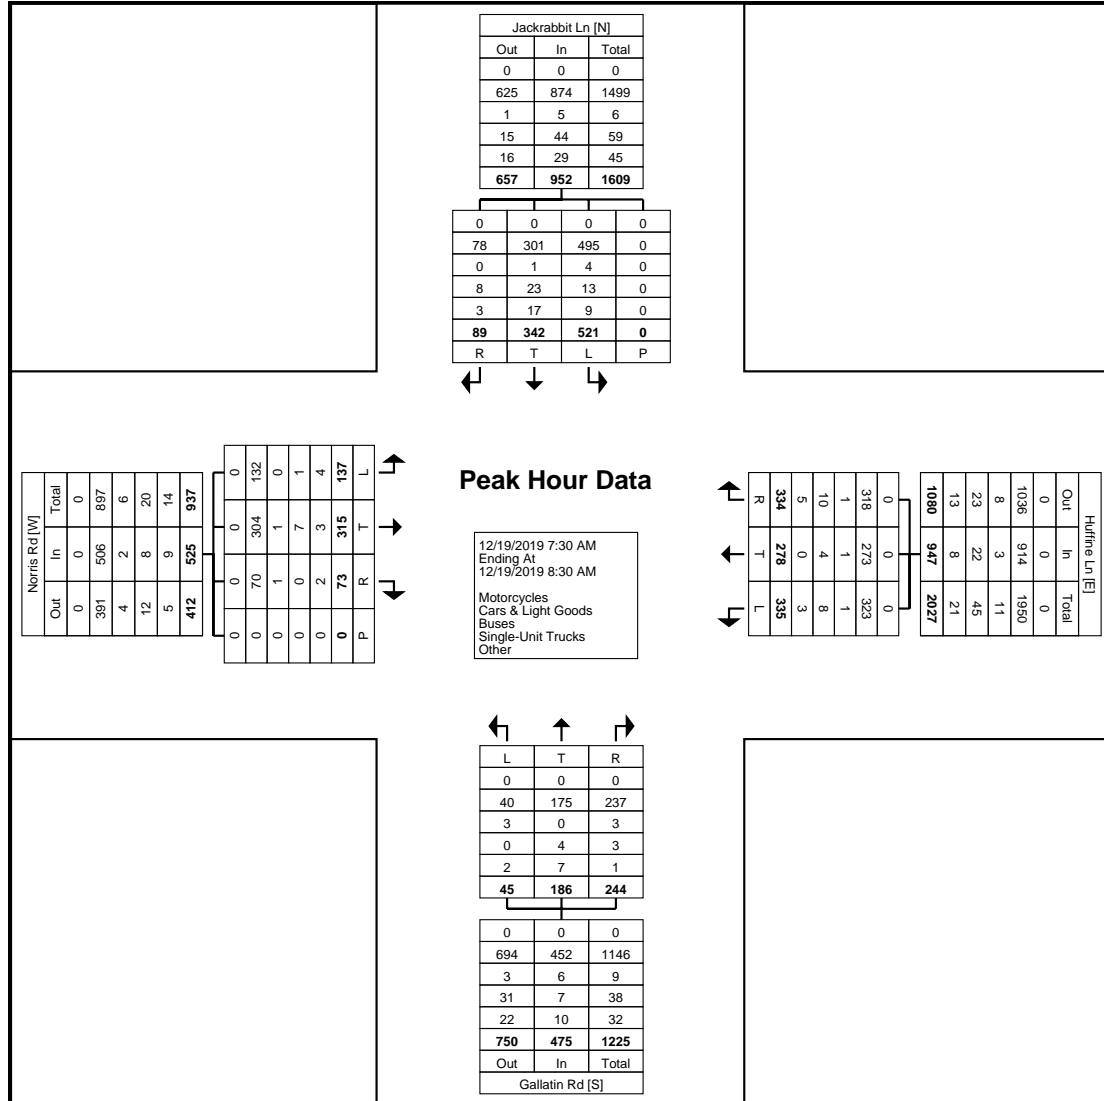 Jackrabbit Ln [N]
Out In Total
0 0 0
625 874 1499
1 5 6
15 44 59
16 29 45
657 952 1609
0 0 0 0
78 301 495 0
0 1 4 0
8 23 13 0
3 17 9 0
89 342 521 0
R T L P
Norris Rd [W]
Total 0 897 6 20 14 937
In 0 506 2 8 9 525
Out 0 391 4 12 5 412
0 132 0 1 4 137 L
0 304 1 7 3 315 T
0 70 1 0 2 73 R
0 0 0 0 0 0 P
Peak Hour Data
12/19/2019 7:30 AM
Ending At
12/19/2019 8:30 AM
Motorcycles
Cars & Light Goods
Buses
Single-Unit Trucks
Other
R 334 5 10 1 318 0
T 278 0 4 1 273 0
L 335 3 8 1 323 0
1080 13 23 8 1036 0 Out
947 8 22 3 914 0 In
2027 21 45 11 1950 0 Total
Huffine Ln [E]
L T R
0 0 0
40 175 237
3 0 3
0 4 3
2 7 1
45 186 244
0 0 0
694 452 1146
3 6 9
31 7 38
22 10 32
750 475 1225
Out In Total
Gallatin Rd [S]